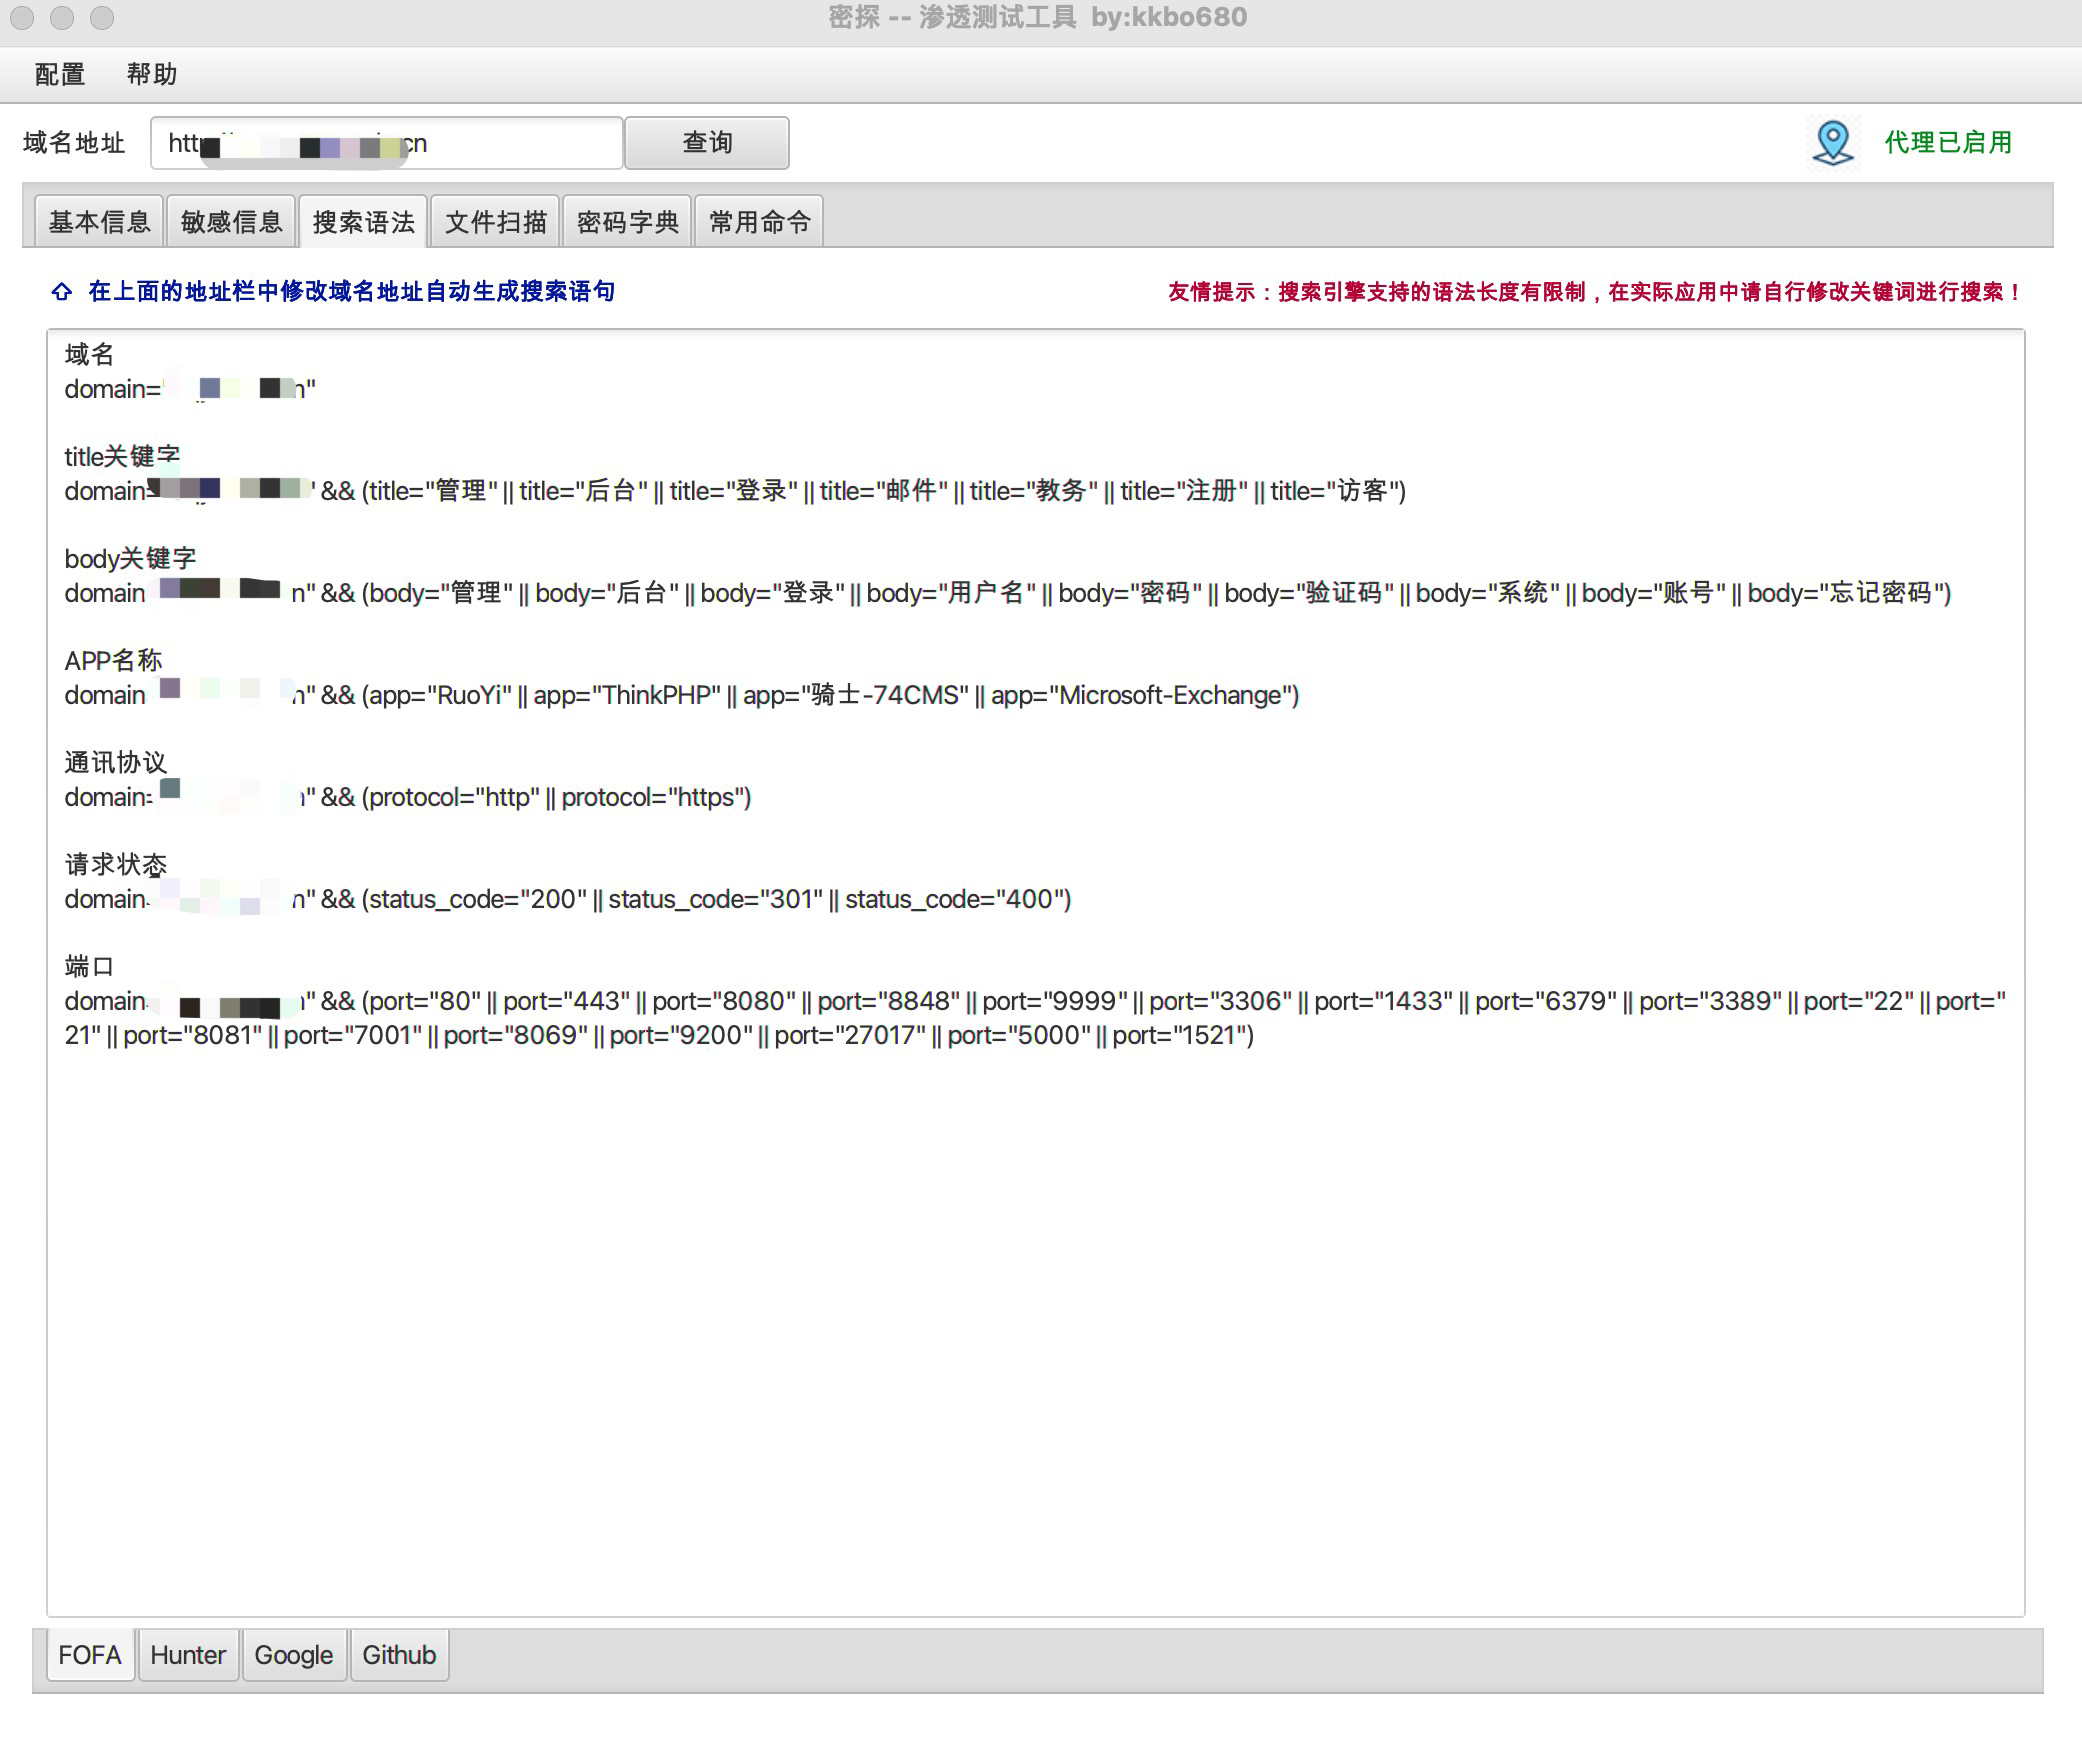 密探 -- 渗透测试工具 by:kkbo680
配置 帮助
域名地址 htt cn 查询 代理已启用
基本信息 敏感信息 搜索语法 文件扫描 密码字典 常用命令
在上面的地址栏中修改域名地址自动生成搜索语句 友情提示：搜索引擎支持的语法长度有限制，在实际应用中请自行修改关键词进行搜索！
域名
domain= "
title关键字
domain= && (title="管理" || title="后台" || title="登录" || title="邮件" || title="教务" || title="注册" || title="访客")
body关键字
domain n" && (body="管理" || body="后台" || body="登录" || body="用户名" || body="密码" || body="验证码" || body="系统" || body="账号" || body="忘记密码")
APP名称
domain n" && (app="RuoYi" || app="ThinkPHP" || app="骑士-74CMS" || app="Microsoft-Exchange")
通讯协议
domain= " && (protocol="http" || protocol="https")
请求状态
domain n" && (status_code="200" || status_code="301" || status_code="400")
端口
domain " && (port="80" || port="443" || port="8080" || port="8848" || port="9999" || port="3306" || port="1433" || port="6379" || port="3389" || port="22" || port="
21" || port="8081" || port="7001" || port="8069" || port="9200" || port="27017" || port="5000" || port="1521")
FOFA Hunter Google Github